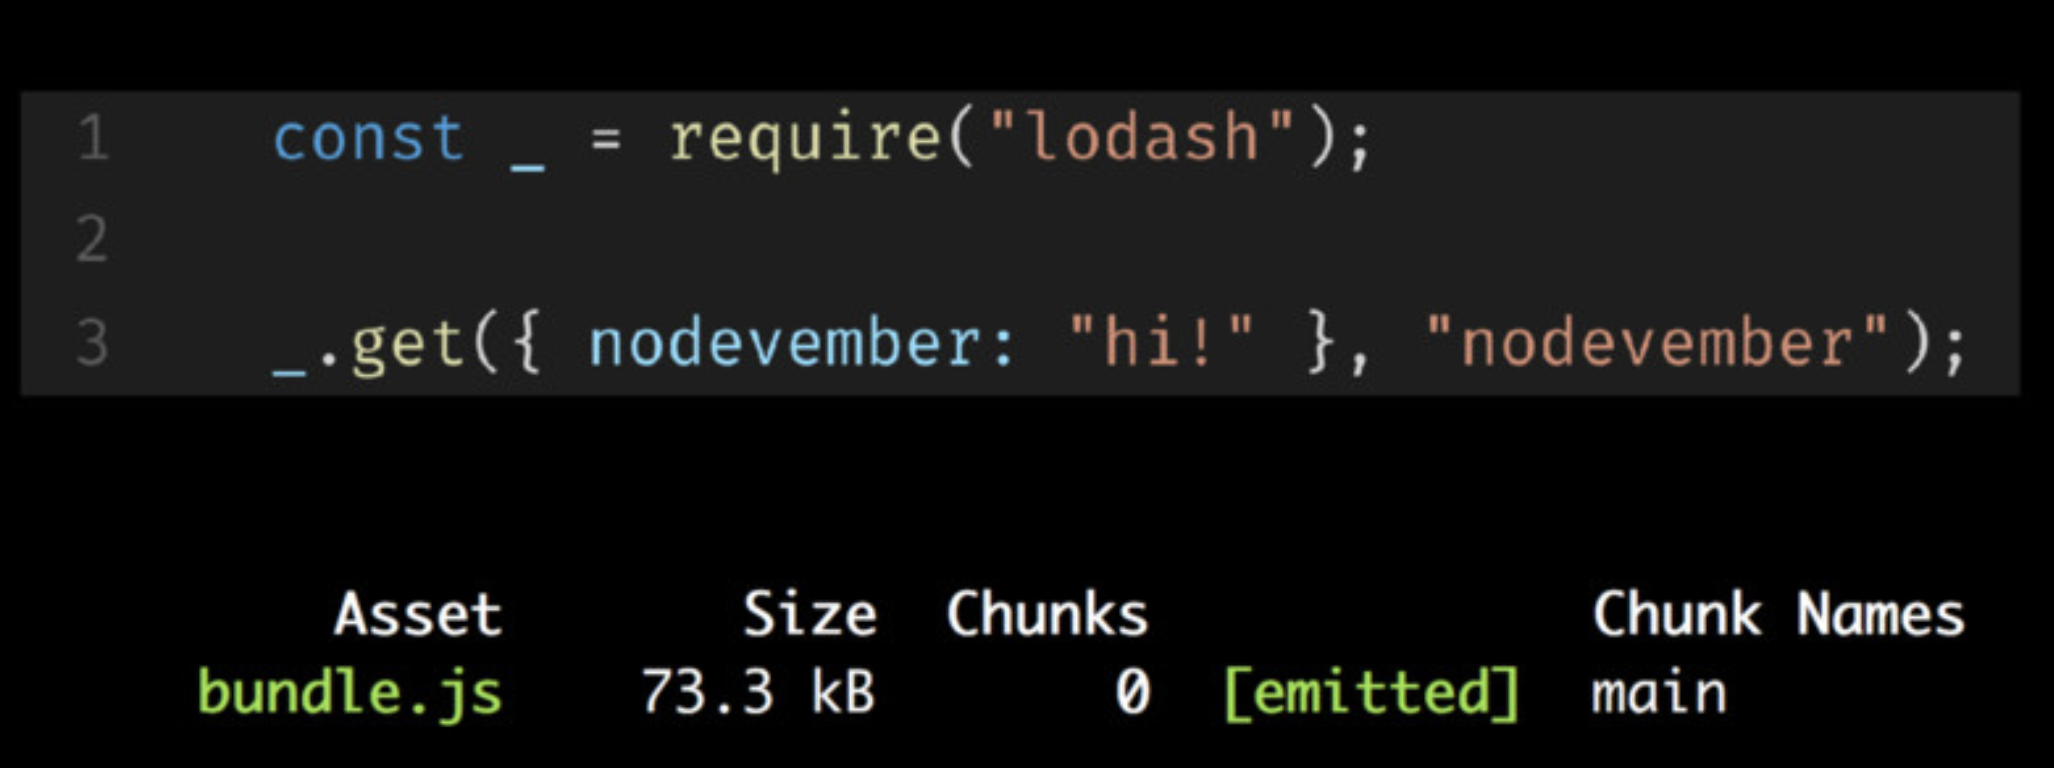 1 const _ = require("lodash");
2
3 _.get({ nodevember: "hi!" }, "nodevember");
Asset Size Chunks Chunk Names
bundle.js 73.3 kB 0 [emitted] main